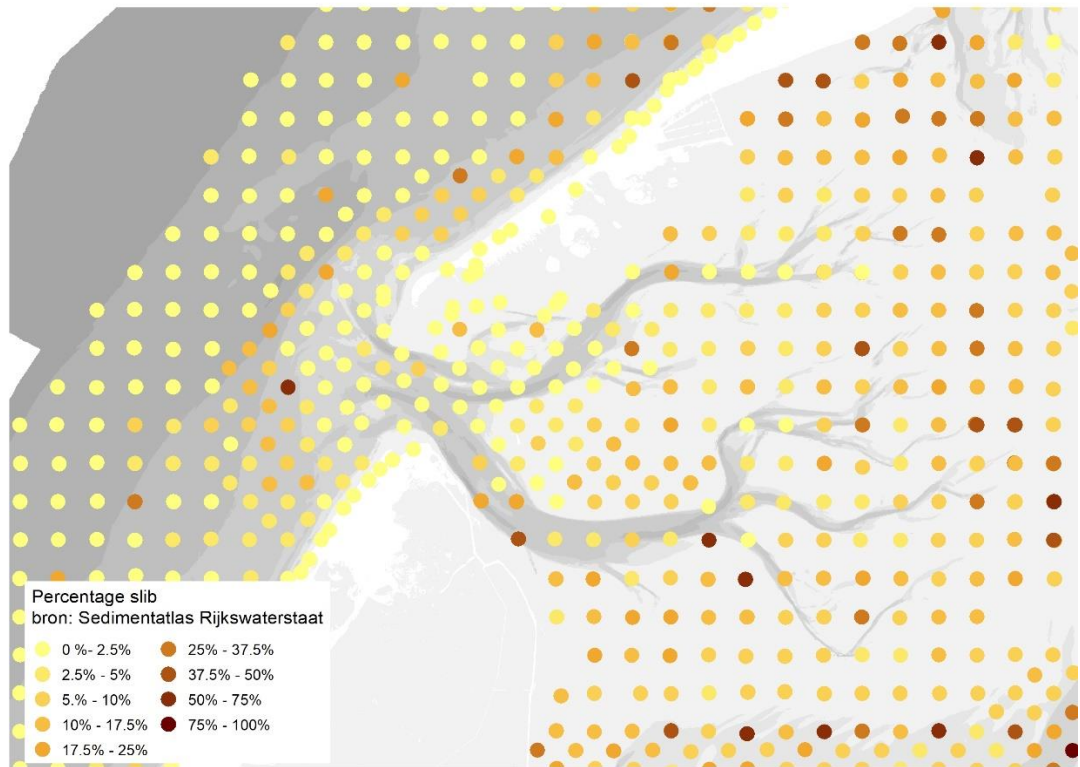 Percentage slib
bron: Sedimentatlas Rijkswaterstaat
0 %- 2.5%
2.5% - 5%
5.% - 10%
10% - 17.5%
17.5% - 25%
25% - 37.5%
37.5% - 50%
50% - 75%
75% - 100%